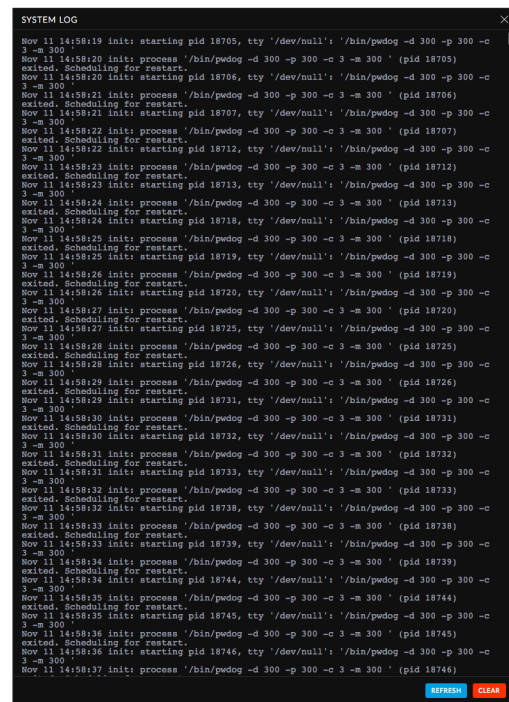 SYSTEM LOG
Nov 11 14:58:19 init: starting pid 18705, tty '/dev/null': '/bin/pwdog -d 300 -p 300 -c
3 -m 300 '
Nov 11 14:58:20 init: process '/bin/pwdog -d 300 -p 300 -c 3 -m 300 ' (pid 18705)
exited. Scheduling for restart.
Nov 11 14:58:20 init: starting pid 18706, tty '/dev/null': '/bin/pwdog -d 300 -p 300 -c
3 -m 300 '
Nov 11 14:58:21 init: process '/bin/pwdog -d 300 -p 300 -c 3 -m 300 ' (pid 18706)
exited. Scheduling for restart.
Nov 11 14:58:21 init: starting pid 18707, tty '/dev/null': '/bin/pwdog -d 300 -p 300 -c
3 -m 300 '
Nov 11 14:58:22 init: process '/bin/pwdog -d 300 -p 300 -c 3 -m 300 ' (pid 18707)
exited. Scheduling for restart.
Nov 11 14:58:22 init: starting pid 18712, tty '/dev/null': '/bin/pwdog -d 300 -p 300 -c
3 -m 300 '
Nov 11 14:58:23 init: process '/bin/pwdog -d 300 -p 300 -c 3 -m 300 ' (pid 18712)
exited. Scheduling for restart.
Nov 11 14:58:23 init: starting pid 18713, tty '/dev/null': '/bin/pwdog -d 300 -p 300 -c
3 -m 300 '
Nov 11 14:58:24 init: process '/bin/pwdog -d 300 -p 300 -c 3 -m 300 ' (pid 18713)
exited. Scheduling for restart.
Nov 11 14:58:24 init: starting pid 18718, tty '/dev/null': '/bin/pwdog -d 300 -p 300 -c
3 -m 300 '
Nov 11 14:58:25 init: process '/bin/pwdog -d 300 -p 300 -c 3 -m 300 ' (pid 18718)
exited. Scheduling for restart.
Nov 11 14:58:25 init: starting pid 18719, tty '/dev/null': '/bin/pwdog -d 300 -p 300 -c
3 -m 300 '
Nov 11 14:58:26 init: process '/bin/pwdog -d 300 -p 300 -c 3 -m 300 ' (pid 18719)
exited. Scheduling for restart.
Nov 11 14:58:26 init: starting pid 18720, tty '/dev/null': '/bin/pwdog -d 300 -p 300 -c
3 -m 300 '
Nov 11 14:58:27 init: process '/bin/pwdog -d 300 -p 300 -c 3 -m 300 ' (pid 18720)
exited. Scheduling for restart.
Nov 11 14:58:27 init: starting pid 18725, tty '/dev/null': '/bin/pwdog -d 300 -p 300 -c
3 -m 300 '
Nov 11 14:58:28 init: process '/bin/pwdog -d 300 -p 300 -c 3 -m 300 ' (pid 18725)
exited. Scheduling for restart.
Nov 11 14:58:28 init: starting pid 18726, tty '/dev/null': '/bin/pwdog -d 300 -p 300 -c
3 -m 300 '
Nov 11 14:58:29 init: process '/bin/pwdog -d 300 -p 300 -c 3 -m 300 ' (pid 18726)
exited. Scheduling for restart.
Nov 11 14:58:29 init: starting pid 18731, tty '/dev/null': '/bin/pwdog -d 300 -p 300 -c
3 -m 300 '
Nov 11 14:58:30 init: process '/bin/pwdog -d 300 -p 300 -c 3 -m 300 ' (pid 18731)
exited. Scheduling for restart.
Nov 11 14:58:30 init: starting pid 18732, tty '/dev/null': '/bin/pwdog -d 300 -p 300 -c
3 -m 300 '
Nov 11 14:58:31 init: process '/bin/pwdog -d 300 -p 300 -c 3 -m 300 ' (pid 18732)
exited. Scheduling for restart.
Nov 11 14:58:31 init: starting pid 18733, tty '/dev/null': '/bin/pwdog -d 300 -p 300 -c
3 -m 300 '
Nov 11 14:58:32 init: process '/bin/pwdog -d 300 -p 300 -c 3 -m 300 ' (pid 18733)
exited. Scheduling for restart.
Nov 11 14:58:32 init: starting pid 18738, tty '/dev/null': '/bin/pwdog -d 300 -p 300 -c
3 -m 300 '
Nov 11 14:58:33 init: process '/bin/pwdog -d 300 -p 300 -c 3 -m 300 ' (pid 18738)
exited. Scheduling for restart.
Nov 11 14:58:33 init: starting pid 18739, tty '/dev/null': '/bin/pwdog -d 300 -p 300 -c
3 -m 300 '
Nov 11 14:58:34 init: process '/bin/pwdog -d 300 -p 300 -c 3 -m 300 ' (pid 18739)
exited. Scheduling for restart.
Nov 11 14:58:34 init: starting pid 18744, tty '/dev/null': '/bin/pwdog -d 300 -p 300 -c
3 -m 300 '
Nov 11 14:58:35 init: process '/bin/pwdog -d 300 -p 300 -c 3 -m 300 ' (pid 18744)
exited. Scheduling for restart.
Nov 11 14:58:35 init: starting pid 18745, tty '/dev/null': '/bin/pwdog -d 300 -p 300 -c
3 -m 300 '
Nov 11 14:58:36 init: process '/bin/pwdog -d 300 -p 300 -c 3 -m 300 ' (pid 18745)
exited. Scheduling for restart.
Nov 11 14:58:36 init: starting pid 18746, tty '/dev/null': '/bin/pwdog -d 300 -p 300 -c
3 -m 300 '
Nov 11 14:58:37 init: process '/bin/pwdog -d 300 -p 300 -c 3 -m 300 ' (pid 18746)
REFRESH CLEAR